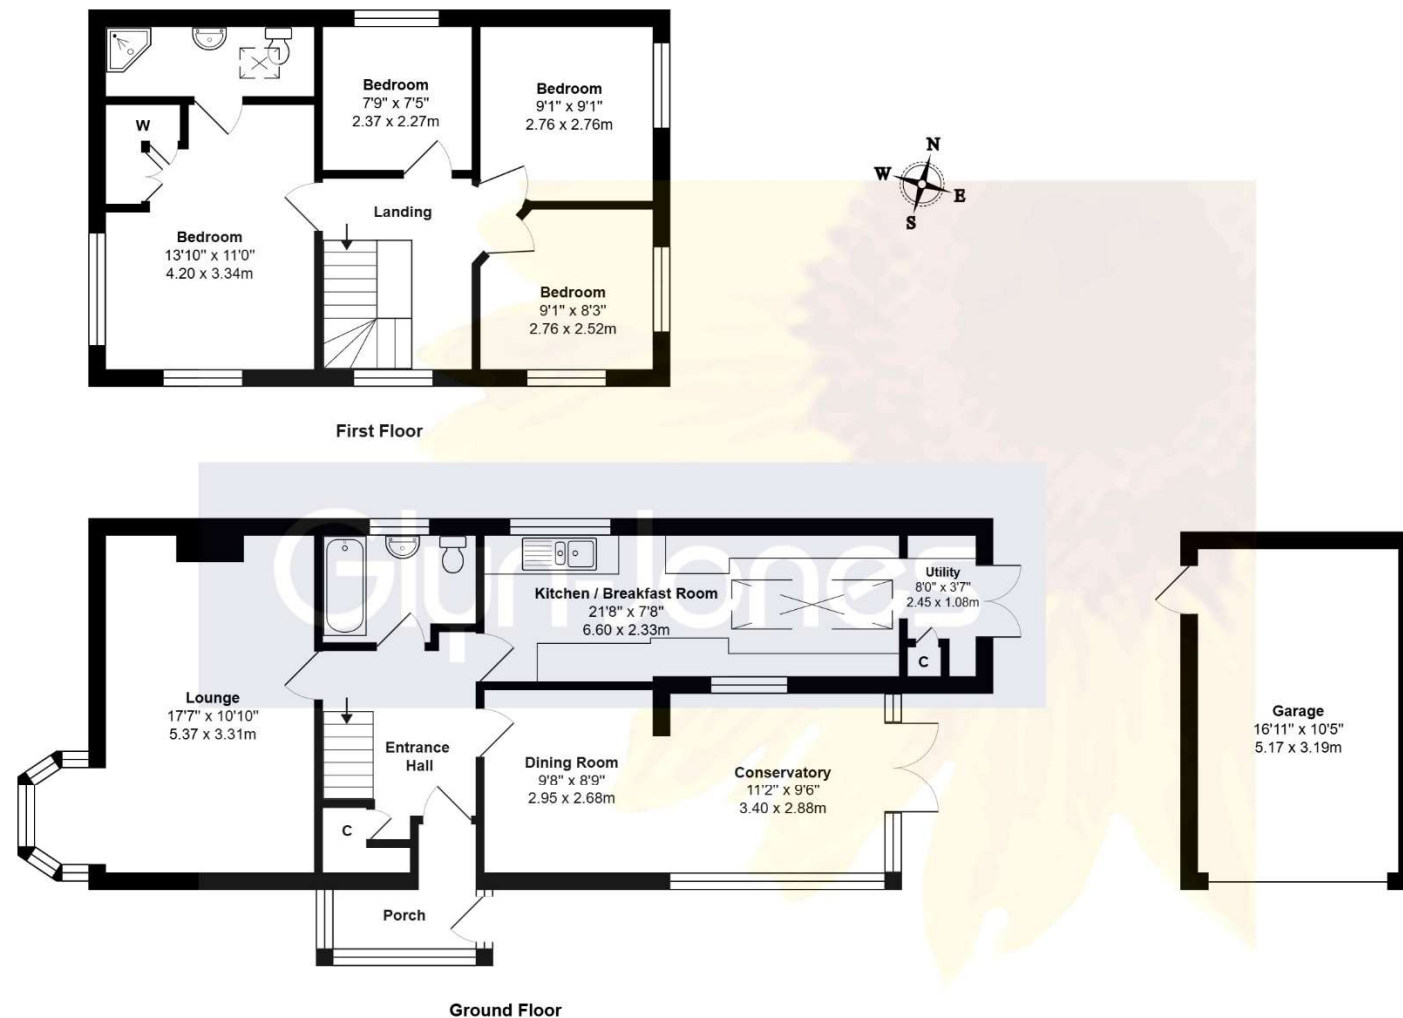 Bedroom
7'9" x 7'5"
2.37 x 2.27m
Bedroom
9'1" x 9'1"
2.76 x 2.76m
W
Bedroom
13'10" x 11'0"
4.20 x 3.34m
Landing
Bedroom
9'1" x 8'3"
2.76 x 2.52m
N
W
E
S
First Floor
Glyn-Jones
Lounge
17'7" x 10'10"
5.37 x 3.31m
Kitchen / Breakfast Room
21'8" x 7'8"
6.60 x 2.33m
Utility
8'0" x 3'7"
2.45 x 1.08m
C
Entrance
Hall
C
Dining Room
9'8" x 8'9"
2.95 x 2.68m
Conservatory
11'2" x 9'6"
3.40 x 2.88m
Garage
16'11" x 10'5"
5.17 x 3.19m
Porch
Ground Floor